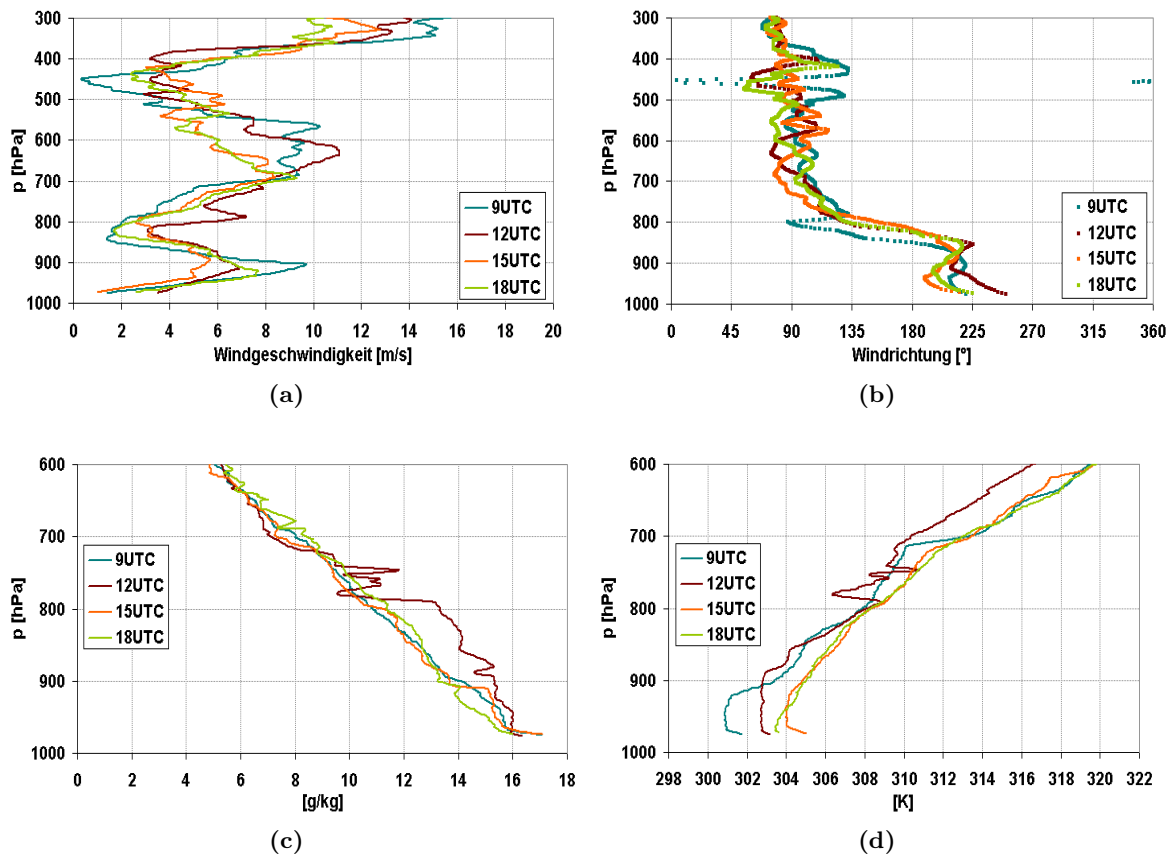 300
400
500
600
700
800
900
1000
p [hPa]
0 2 4 6 8 10 12 14 16 18 20
Windgeschwindigkeit [m/s]
9UTC
12UTC
15UTC
18UTC
(a)
300
400
500
600
700
800
900
1000
p [hPa]
0 45 90 135 180 225 270 315 360
Windrichtung [°]
9UTC
12UTC
15UTC
18UTC
(b)
600
700
800
900
1000
p [hPa]
0 2 4 6 8 10 12 14 16 18
[g/kg]
9UTC
12UTC
15UTC
18UTC
(c)
600
700
800
900
1000
p [hPa]
298 300 302 304 306 308 310 312 314 316 318 320 322
[K]
9UTC
12UTC
15UTC
18UTC
(d)